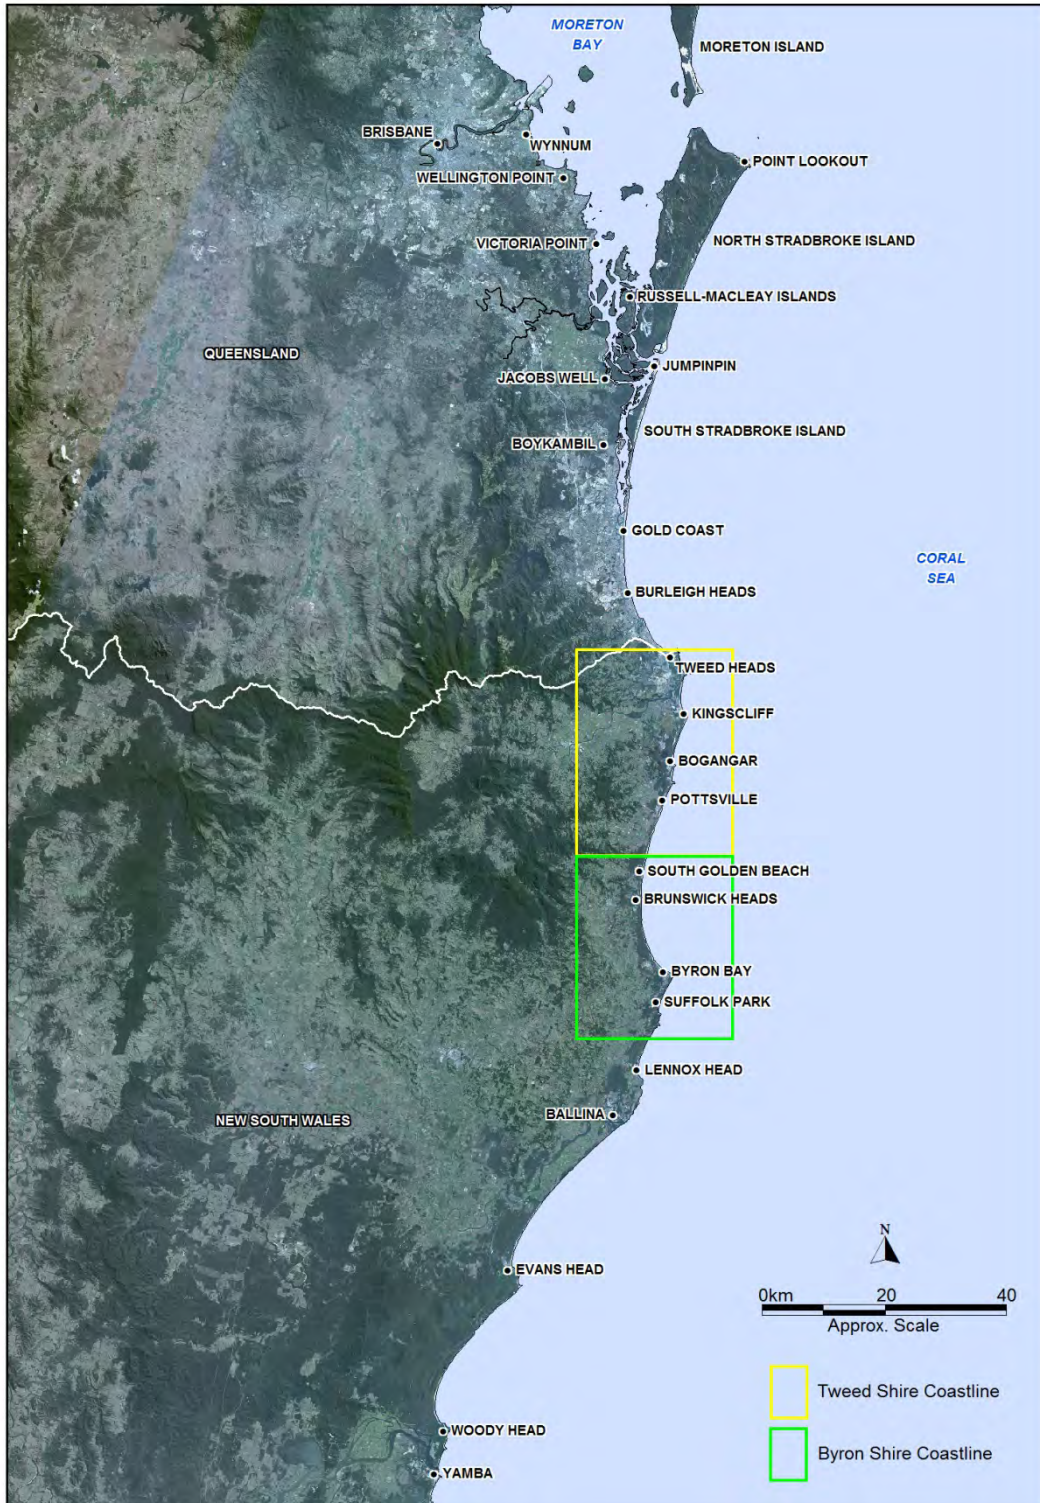 MORETON
BAY
MORETON ISLAND
BRISBANE
WYNNUM
POINT LOOKOUT
WELLINGTON POINT
VICTORIA POINT
NORTH STRADBROKE ISLAND
RUSSELL-MACLEAY ISLANDS
QUEENSLAND
JUMPINPIN
JACOBS WELL
SOUTH STRADBROKE ISLAND
BOYKAMBIL
GOLD COAST
CORAL
SEA
BURLEIGH HEADS
TWEED HEADS
KINGSCLIFF
BOGANGAR
POTTSVILLE
SOUTH GOLDEN BEACH
BRUNSWICK HEADS
BYRON BAY
SUFFOLK PARK
LENNOX HEAD
BALLINA
NEW SOUTH WALES
N
EVANS HEAD
0km 20 40
Approx. Scale
Tweed Shire Coastline
WOODY HEAD
Byron Shire Coastline
YAMBA